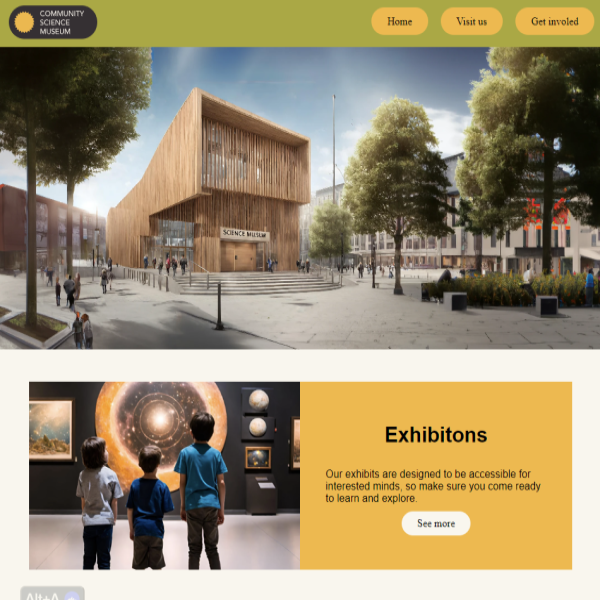 COMMUNITY
SCIENCE
MUSEUM
Home
Visit us
Get involed
SCIENCE MUSEUM
Exhibitons
Our exhibits are designed to be accessible for
interested minds, so make sure you come ready
to learn and explore.
See more
Alt+A